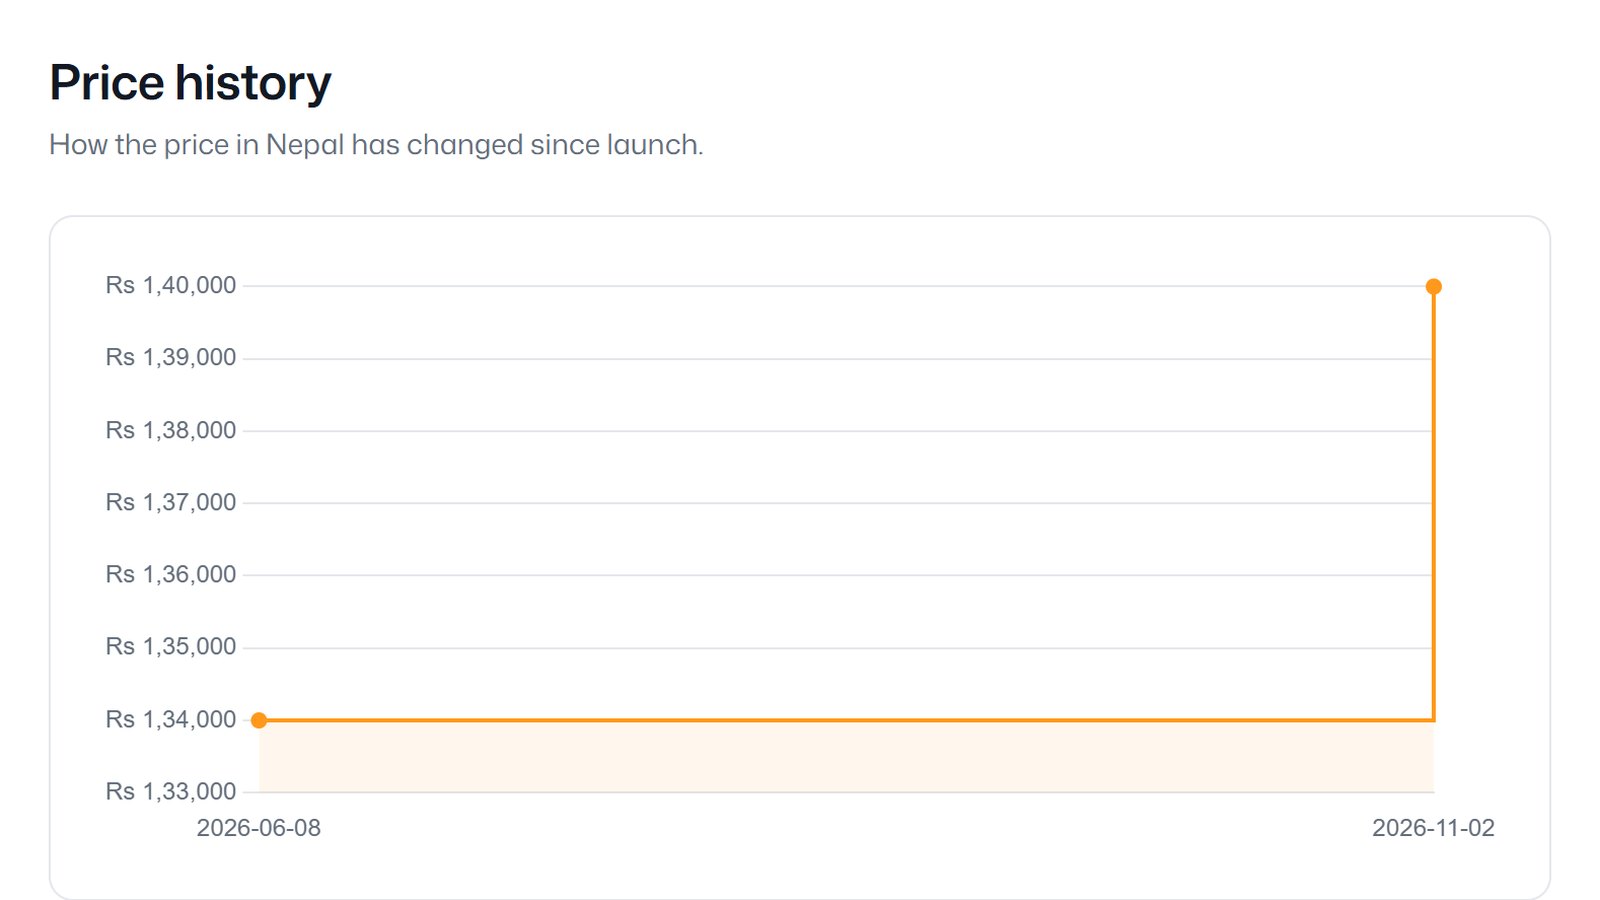 Price history
How the price in Nepal has changed since launch.
Rs 1,40,000
Rs 1,39,000
Rs 1,38,000
Rs 1,37,000
Rs 1,36,000
Rs 1,35,000
Rs 1,34,000
Rs 1,33,000
2026-06-08 2026-11-02